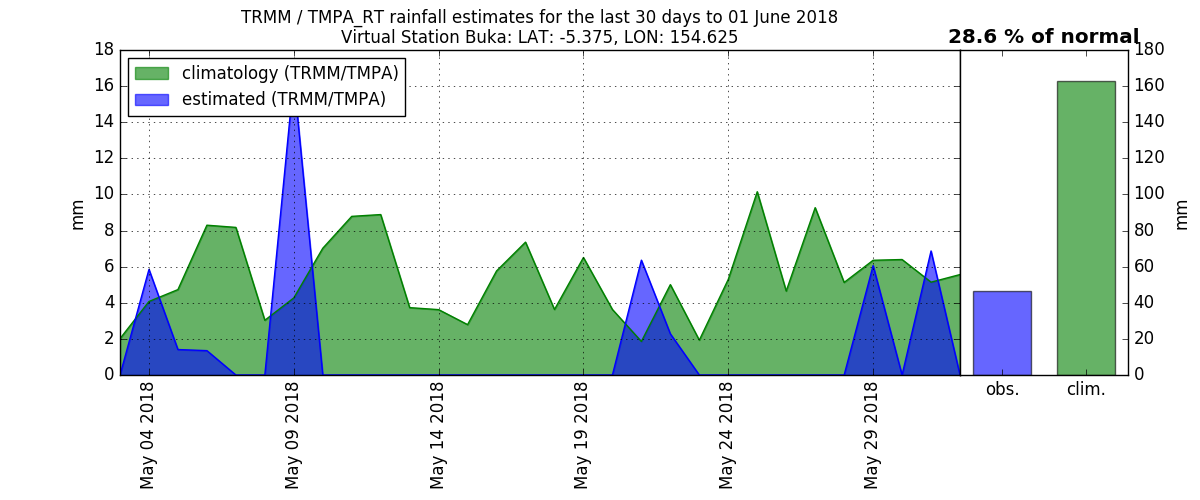 TRMM / TMPA_RT rainfall estimates for the last 30 days to 01 June 2018
Virtual Station Buka: LAT: -5.375, LON: 154.625
28.6 % of normal
climatology (TRMM/TMPA)
estimated (TRMM/TMPA)
mm
18
16
14
12
10
8
6
4
2
0
May 04 2018
May 09 2018
May 14 2018
May 19 2018
May 24 2018
May 29 2018
obs.
clim.
180
160
140
120
100
80
60
40
20
0
mm